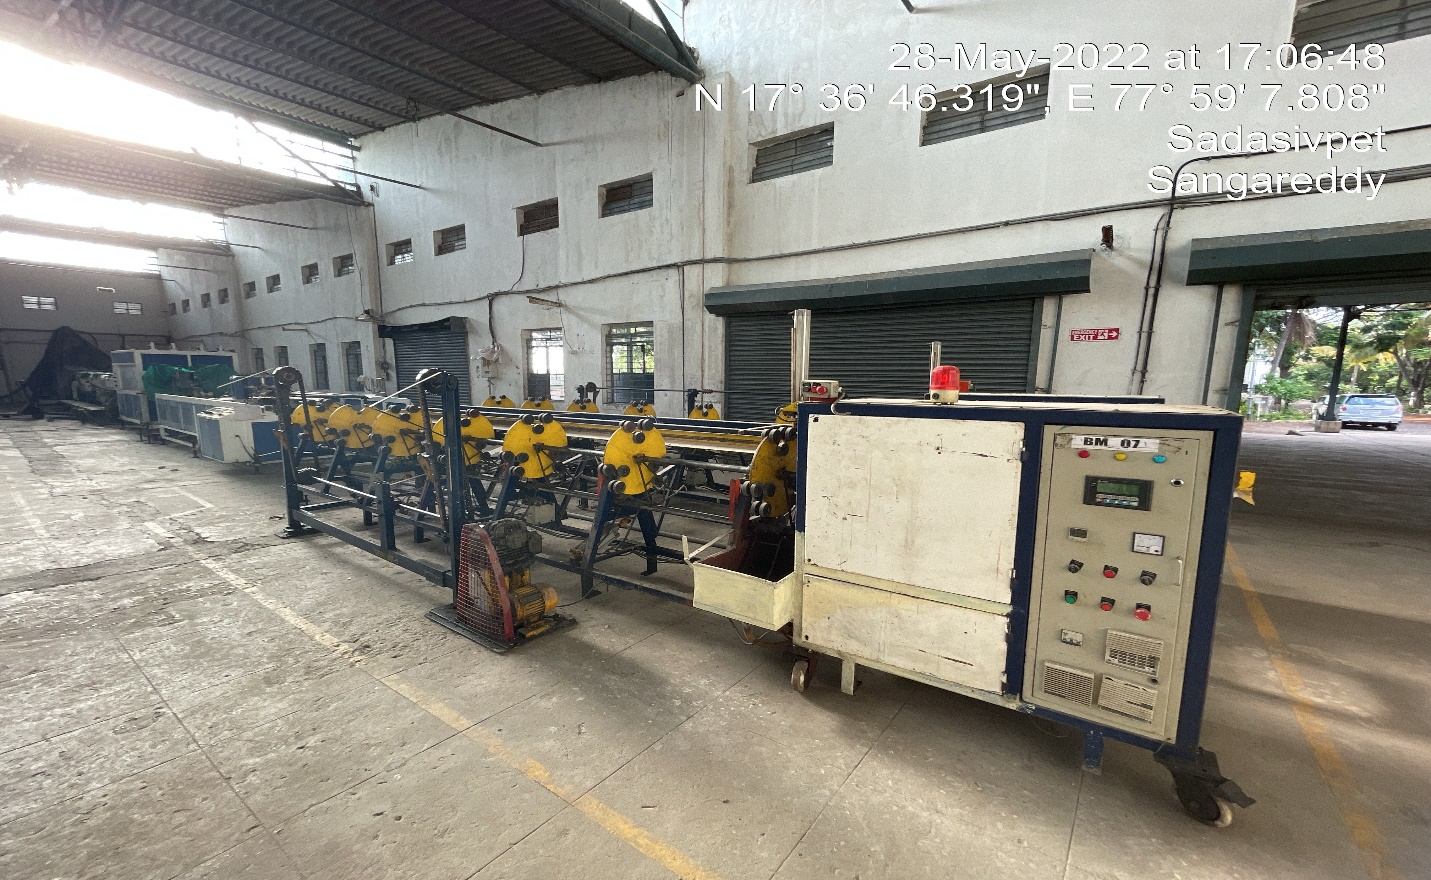 28-May-2022 at 17:06:48
N 17° 36' 46.319", E 77° 59' 7.808"
Sadasivpet
Sangareddy
EMERGENCY
EXIT
BM_07